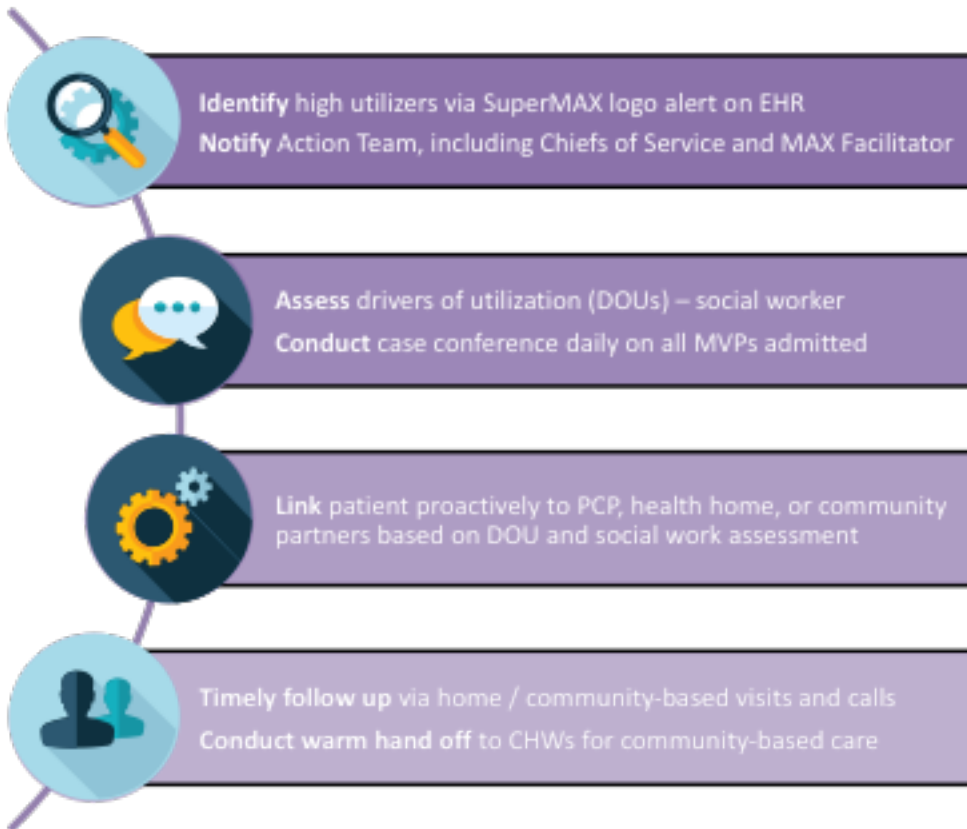 Identify high utilizers via SuperMAX logo alert on EHR
Notify Action Team, including Chiefs of Service and MAX Facilitator
Assess drivers of utilization (DOUs) – social worker
Conduct case conference daily on all MVPs admitted
Link patient proactively to PCP, health home, or community
partners based on DOU and social work assessment
Timely follow up via home / community-based visits and calls
Conduct warm hand off to CHWs for community-based care